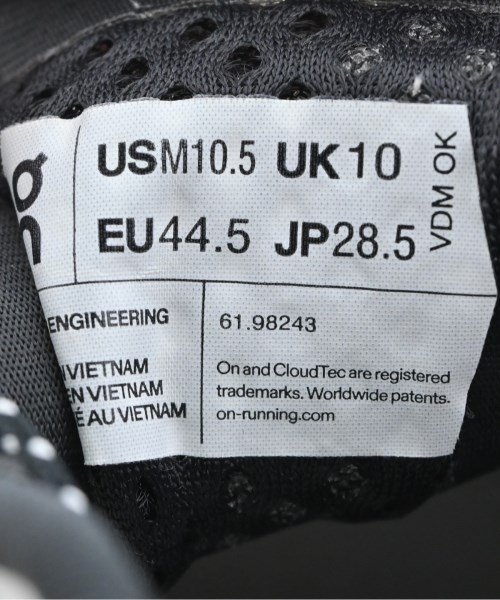 on
USM10.5 UK10
EU44.5 JP28.5
VDM OK
ENGINEERING
61.98243
VIETNAM
EN VIETNAM
AU VIETNAM
On and CloudTec are registered
trademarks. Worldwide patents.
on-running.com